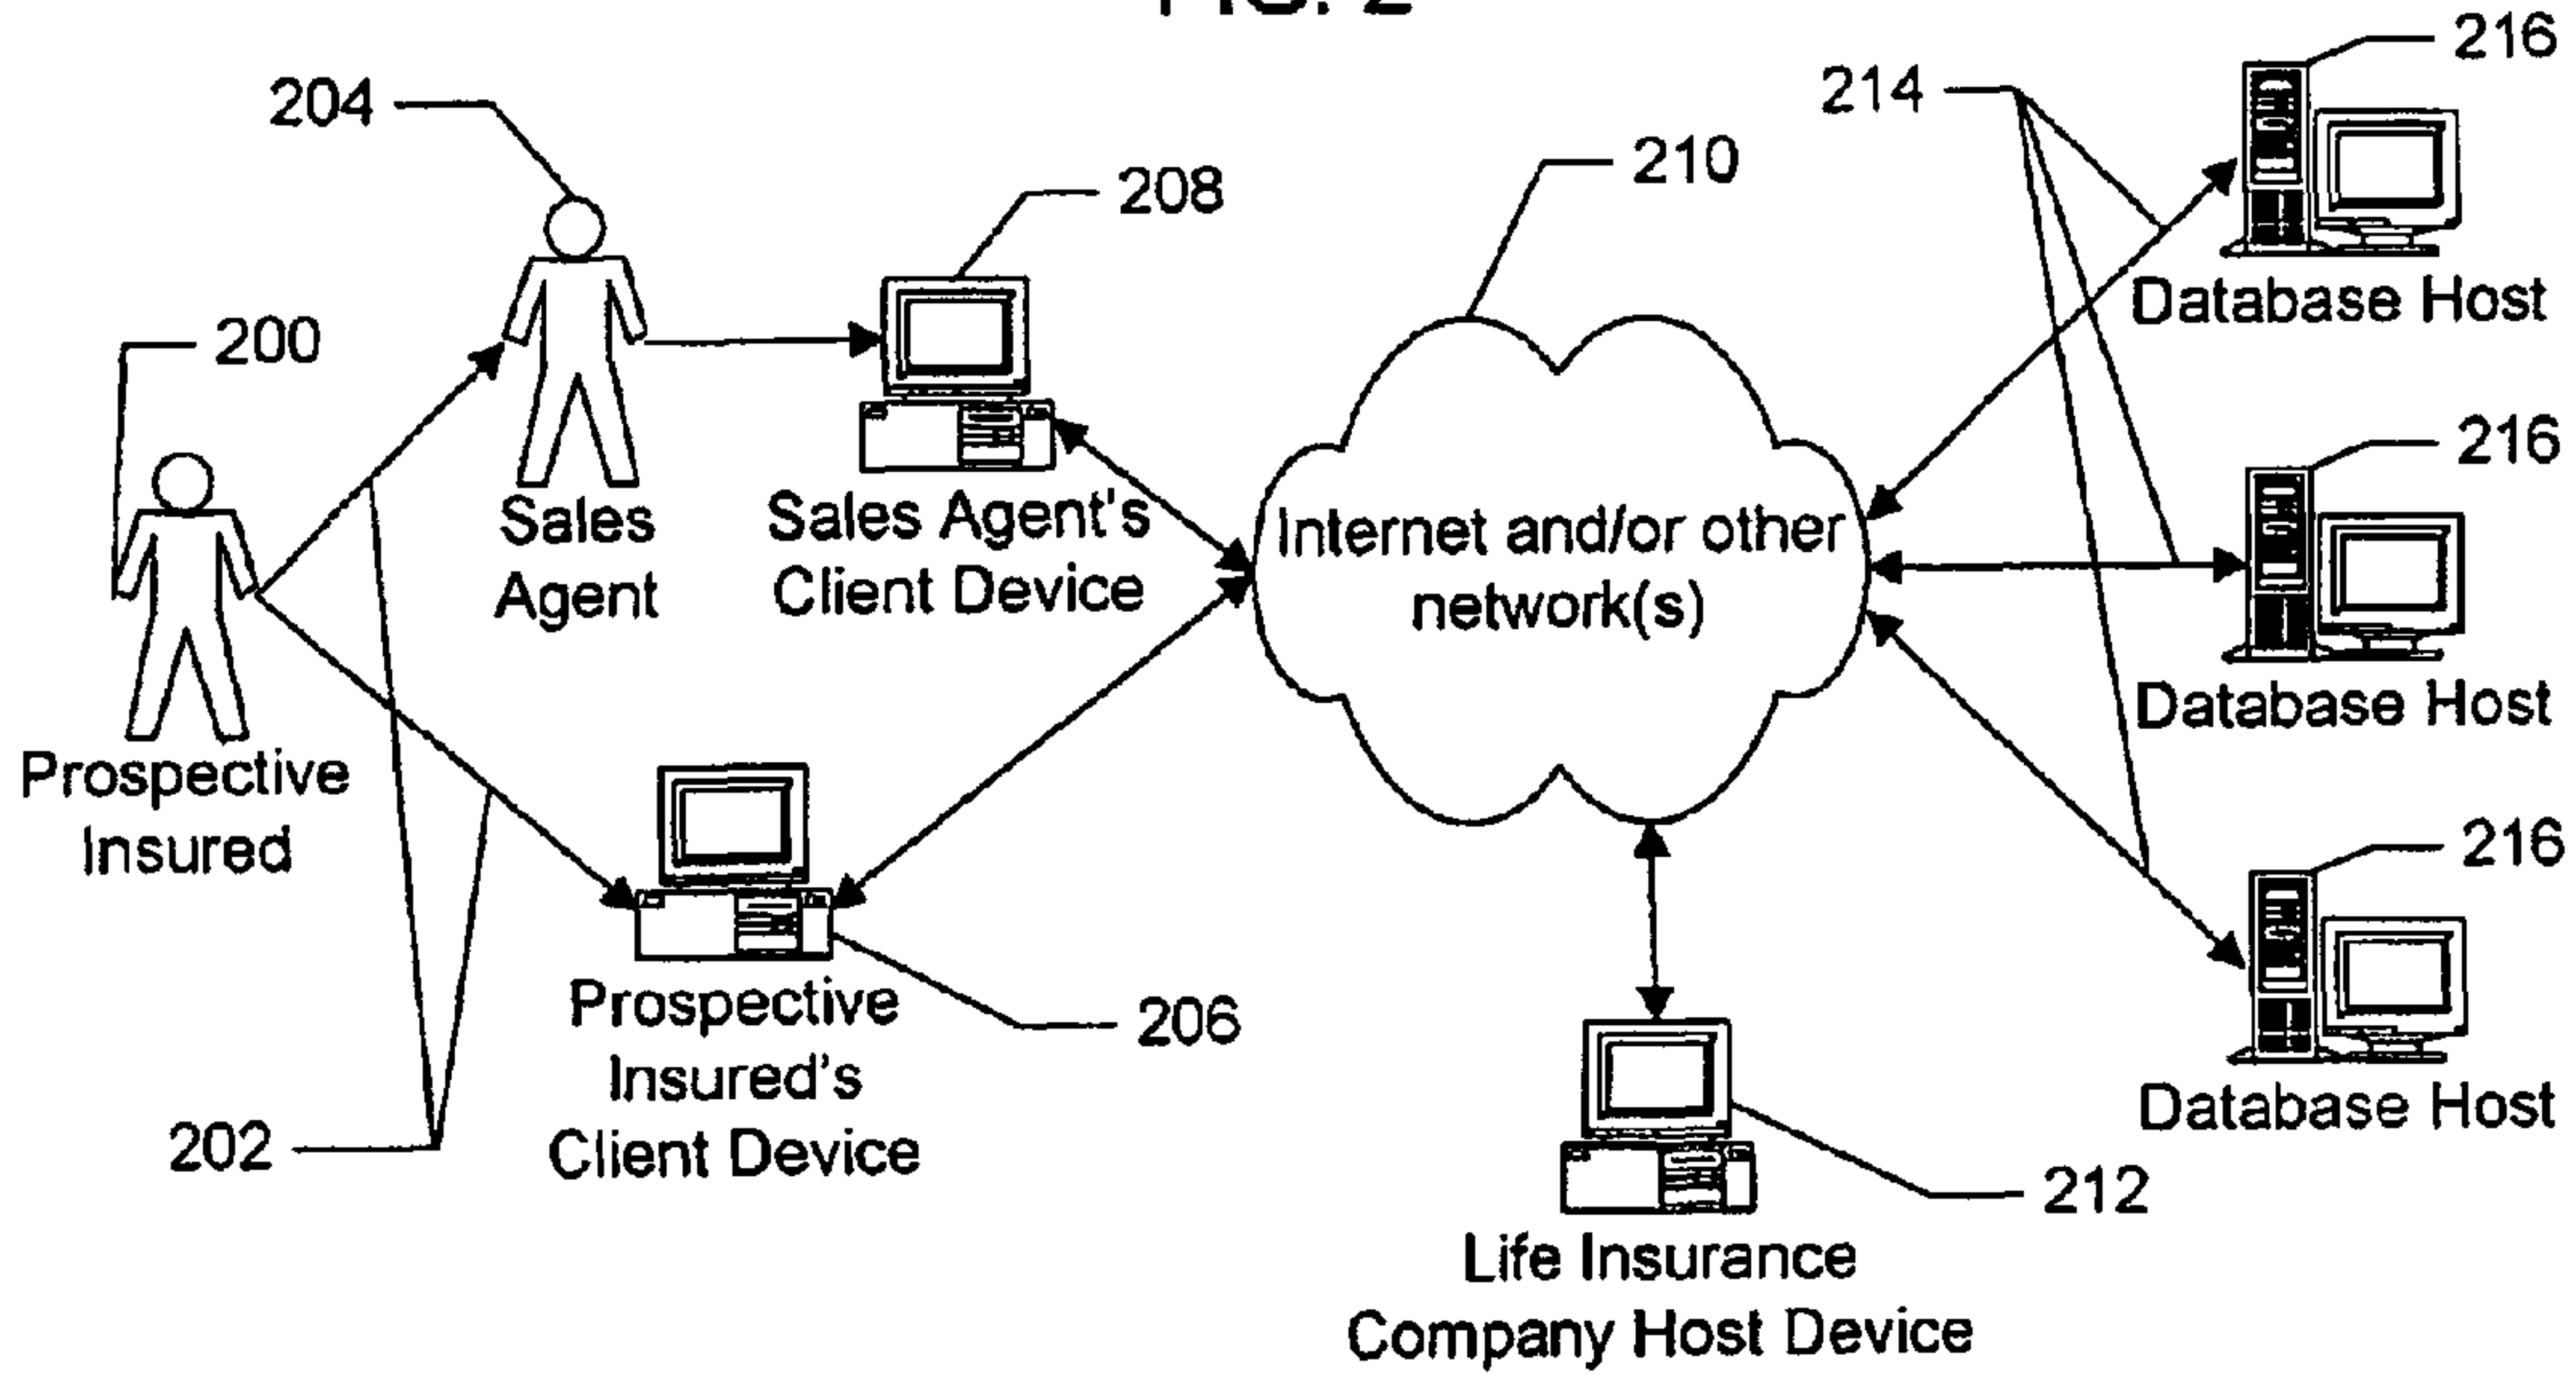 FIG. 2
216
204
214
210
208
200
Database Host
216
Sales
Agent
Sales Agent's
Client Device
Internet and/or other
network(s)
Database Host
Prospective
Insured
216
Prospective
Insured's
Client Device
206
202
Database Host
212
Life Insurance
Company Host Device